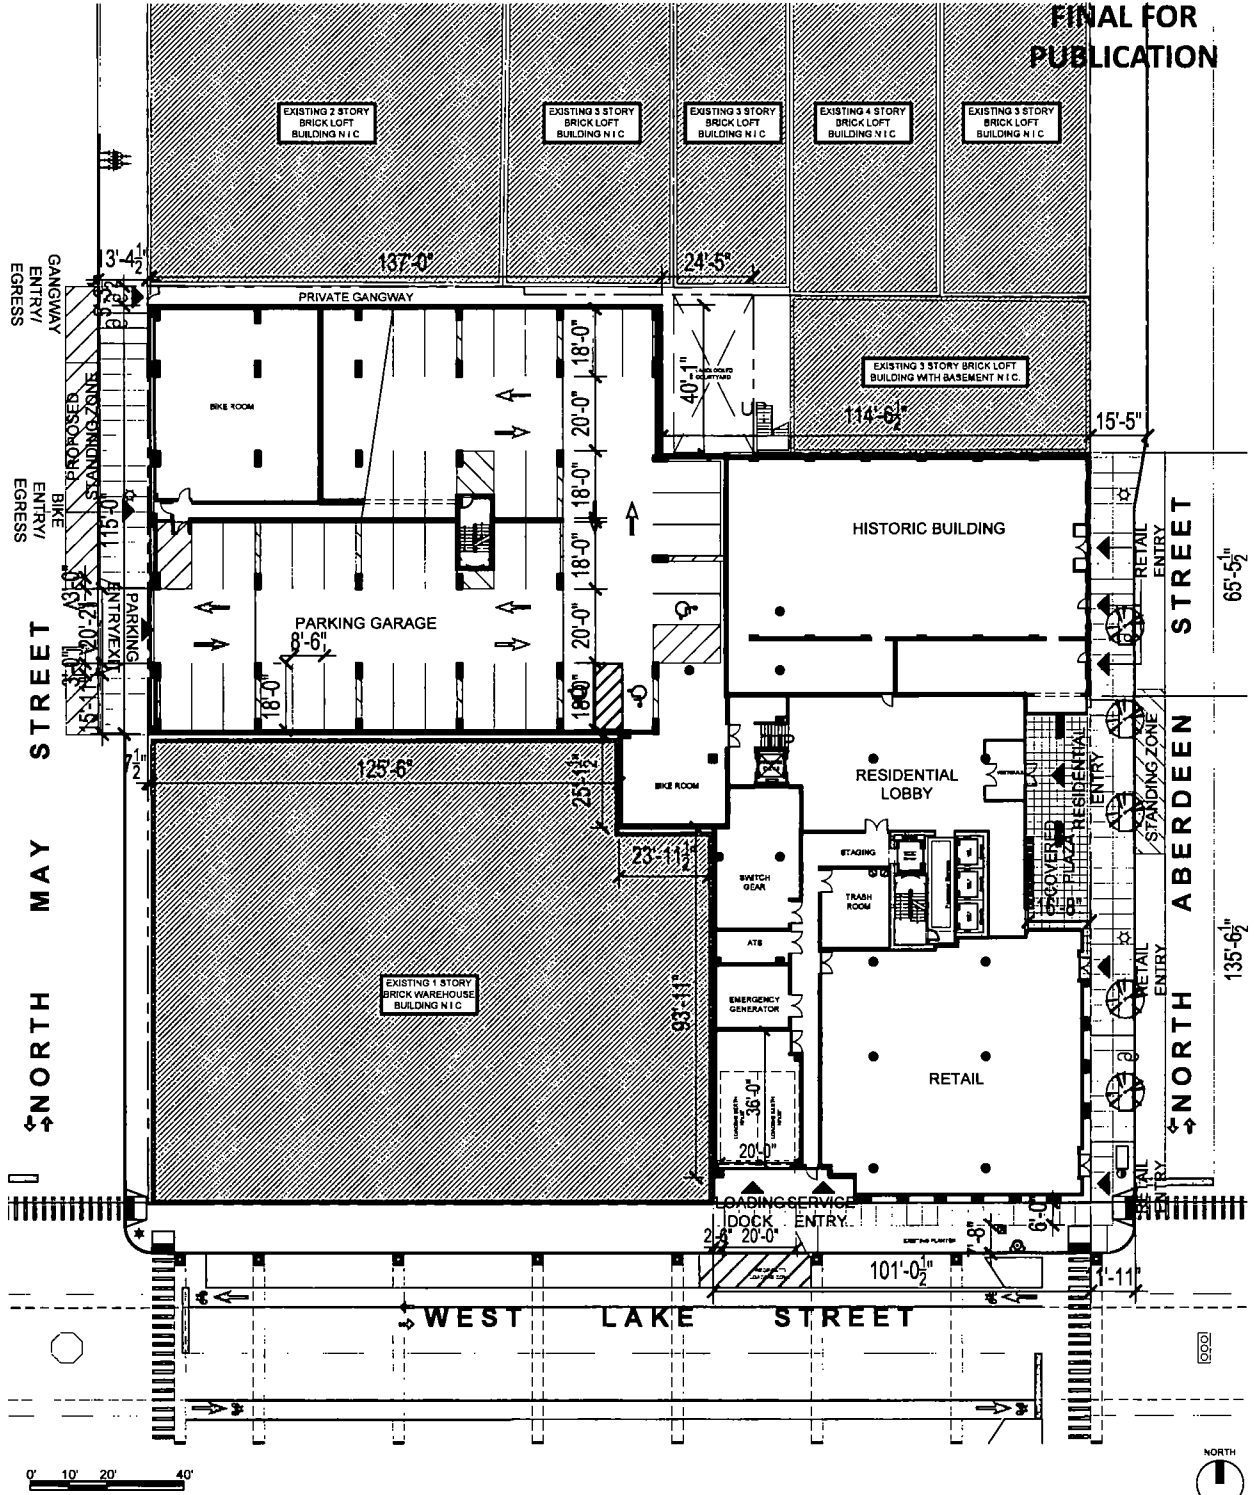 FINAL FOR
PUBLICATION
EXISTING 2 STORY
BRICK LOFT
BUILDING N I C
EXISTING 3 STORY
BRICK LOFT
BUILDING N I C
EXISTING 3 STORY
BRICK LOFT
BUILDING N I C
EXISTING 4 STORY
BRICK LOFT
BUILDING N I C
EXISTING 3 STORY
BRICK LOFT
BUILDING N I C
13'-4½"
137'-0"
24'-5"
GANGWAY
ENTRY/
EGRESS
PRIVATE GANGWAY
18'-0"
40'-1"
EXISTING 3 STORY BRICK LOFT
BUILDING WITH BASEMENT N I C.
BIKE ROOM
U
114'-6½"
15'-5"
20'-0"
PROPOSED
STANDING ZONE
BIKE
ENTRY/
EGRESS
115'-0"
18'-0"
HISTORIC BUILDING
RETAIL
ENTRY
65'-5½"
18'-0"
PARKING
ENTRY/EXIT
PARKING GARAGE
20'-0"
8'-6"
18'-0"
18'-0"
NORTH MAY STREET
7½"
125'-6"
25'-1½"
BIKE ROOM
RESIDENTIAL
LOBBY
RESIDENTIAL
ENTRY
COVERED
PLAZA
STANDING ZONE
NORTH ABERDEEN STREET
23'-11½"
STAGING
SWITCH
GEAR
TRASH
ROOM
16'-8"
ATS
135'-6½"
RETAIL
ENTRY
EXISTING 1 STORY
BRICK WAREHOUSE
BUILDING N I C
93'-11"
EMERGENCY
GENERATOR
RETAIL
36'-0"
20'-0"
RETAIL
ENTRY
LOADING
DOCK
SERVICE
ENTRY
2'-6"
20'-0"
EXISTING PLANTER
7'-8"
6'-0"
101'-0½"
1'-11"
WEST LAKE STREET
0' 10' 20' 40'
NORTH